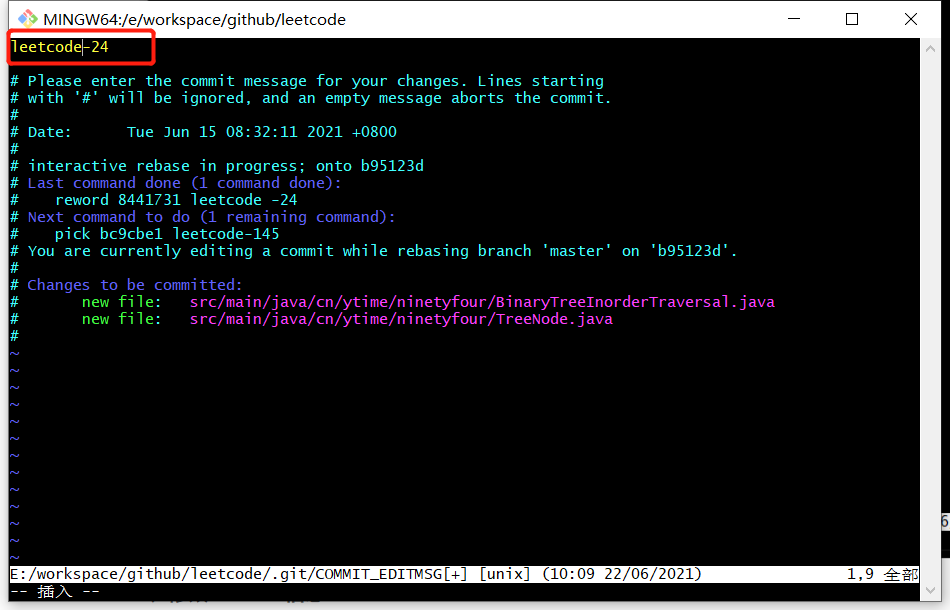 MINGW64:/e/workspace/github/leetcode
leetcode-24
# Please enter the commit message for your changes. Lines starting
# with '#' will be ignored, and an empty message aborts the commit.
#
# Date:      Tue Jun 15 08:32:11 2021 +0800
#
# interactive rebase in progress; onto b95123d
# Last command done (1 command done):
#    reword 8441731 leetcode -24
# Next command to do (1 remaining command):
#    pick bc9cbe1 leetcode-145
# You are currently editing a commit while rebasing branch 'master' on 'b95123d'.
#
# Changes to be committed:
#       new file:   src/main/java/cn/ytime/ninetyfour/BinaryTreeInorderTraversal.java
#       new file:   src/main/java/cn/ytime/ninetyfour/TreeNode.java
#
~
~
~
~
~
~
~
~
~
~
~
~
~
E:/workspace/github/leetcode/.git/COMMIT_EDITMSG[+] [unix] (10:09 22/06/2021) 1,9 全部
-- 插入 --